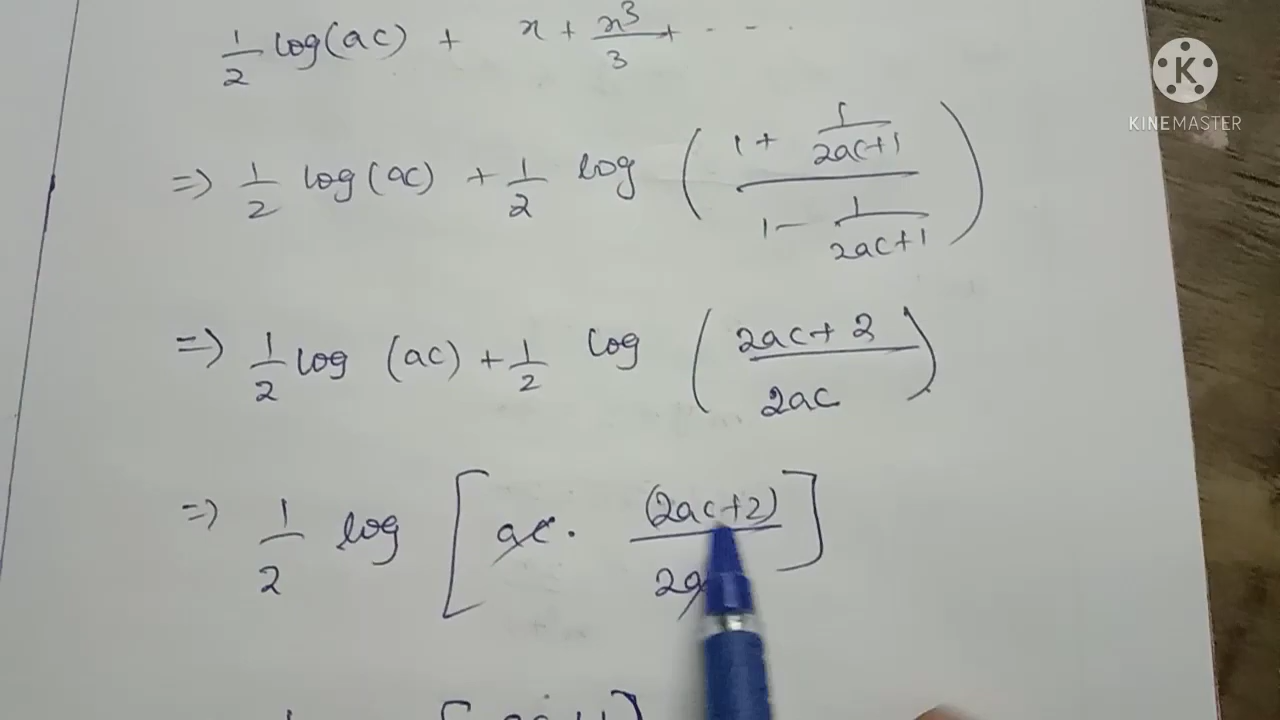 1/2 log(ac) + x + x³/3 + - - .
K
KINEMASTER
=> 1/2 log(ac) + 1/2 log ( (1 + 1/(2ac+1)) / (1 - 1/(2ac+1)) )
=> 1/2 log (ac) + 1/2 log ( (2ac+2) / 2ac )
=> 1/2 log [ ac . (2ac+2) / 2a